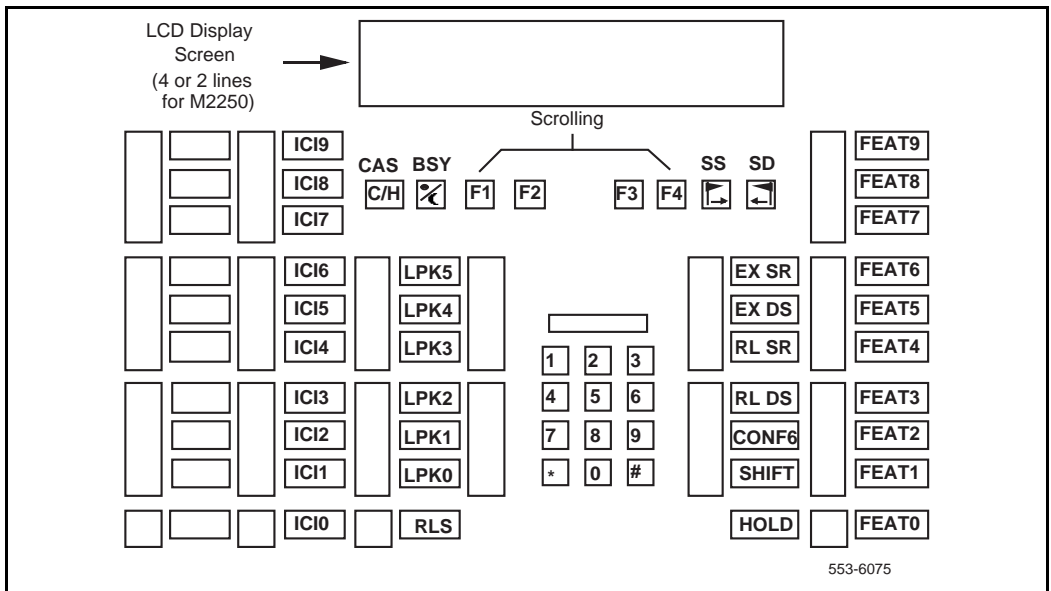 LCD Display
Screen
(4 or 2 lines
for M2250)
Scrolling
ICI9 CAS BSY SS SD FEAT9
ICI8 C/H F1 F2 F3 F4 FEAT8
ICI7 FEAT7
ICI6 LPK5 EX SR FEAT6
ICI5 LPK4 EX DS FEAT5
ICI4 LPK3 1 2 3 RL SR FEAT4
ICI3 LPK2 4 5 6 RL DS FEAT3
ICI2 LPK1 7 8 9 CONF6 FEAT2
ICI1 LPK0 * 0 # SHIFT FEAT1
ICI0 RLS HOLD FEAT0
553-6075